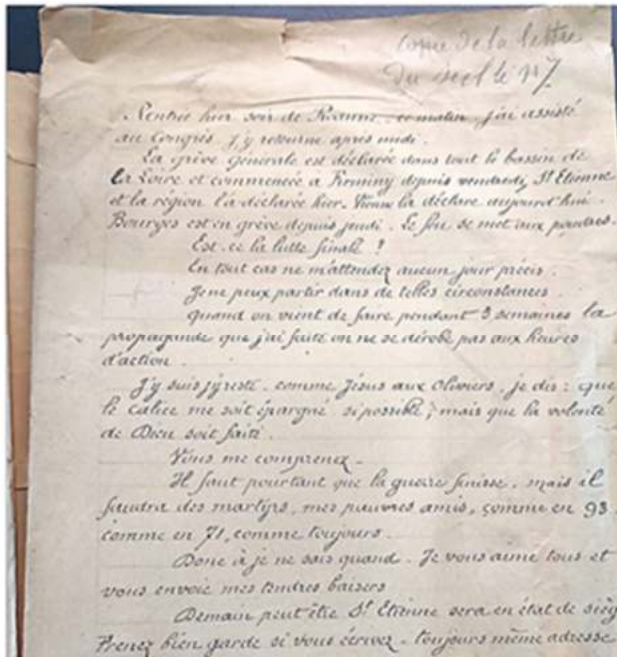 copie de la lettre
du scellé n° 7
Rentrée hier soir de Roanne. ce matin j'ai assisté
au Congrès. J'y retourne après midi.
La grève générale est déclarée dans tout le bassin de
la Loire et commencée à Firminy depuis vendredi, St Etienne
et la région l'a déclarée hier. Vienne la déclare aujourd'hui.
Bourges est en grève depuis jeudi. Le feu se met aux poudres.
Est-ce la lutte finale ?
En tout cas ne m'attendez aucun jour précis.
Je ne peux partir dans de telles circonstances.
Quand on vient de faire pendant 3 semaines la
propagande que j'ai faite on ne se dérobe pas aux heures
d'action.
J'y suis j'y reste. comme Jésus aux Oliviers, je dis : que
le calice me soit épargné si possible, mais que la volonté
de Dieu soit faite.
Vous me comprenez.
Il faut pourtant que la guerre finisse, mais il
faudra des martyrs, mes pauvres amis, comme en 93
comme en 71, comme toujours.
Donc à je ne sais quand. Je vous aime tous et
vous envoie mes tendres baisers
Demain peut être St Etienne sera en état de sièg
Prenez bien garde si vous écrivez - toujours même adresse